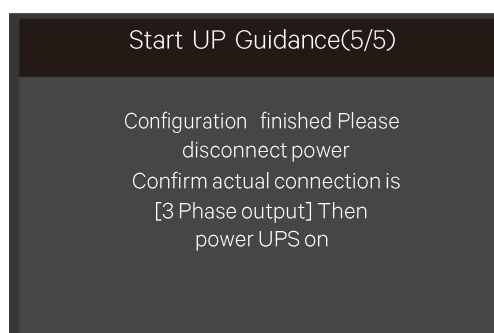 Start UP Guidance(5/5)
Configuration finished Please
disconnect power
Confirm actual connection is
[3 Phase output] Then
power UPS on